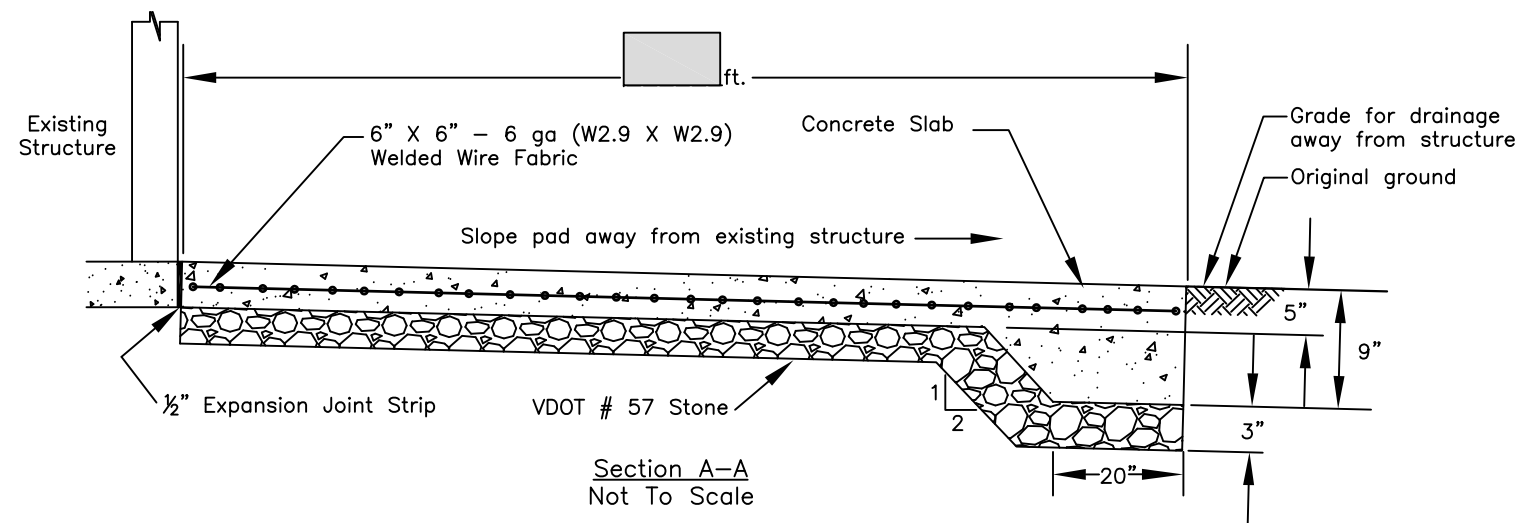 ft.
Existing
Structure
6” X 6” – 6 ga (W2.9 X W2.9)
Welded Wire Fabric
Concrete Slab
Grade for drainage
away from structure
Original ground
Slope pad away from existing structure
5”
9”
½” Expansion Joint Strip
VDOT # 57 Stone
1
2
3”
20”
Section A–A
Not To Scale